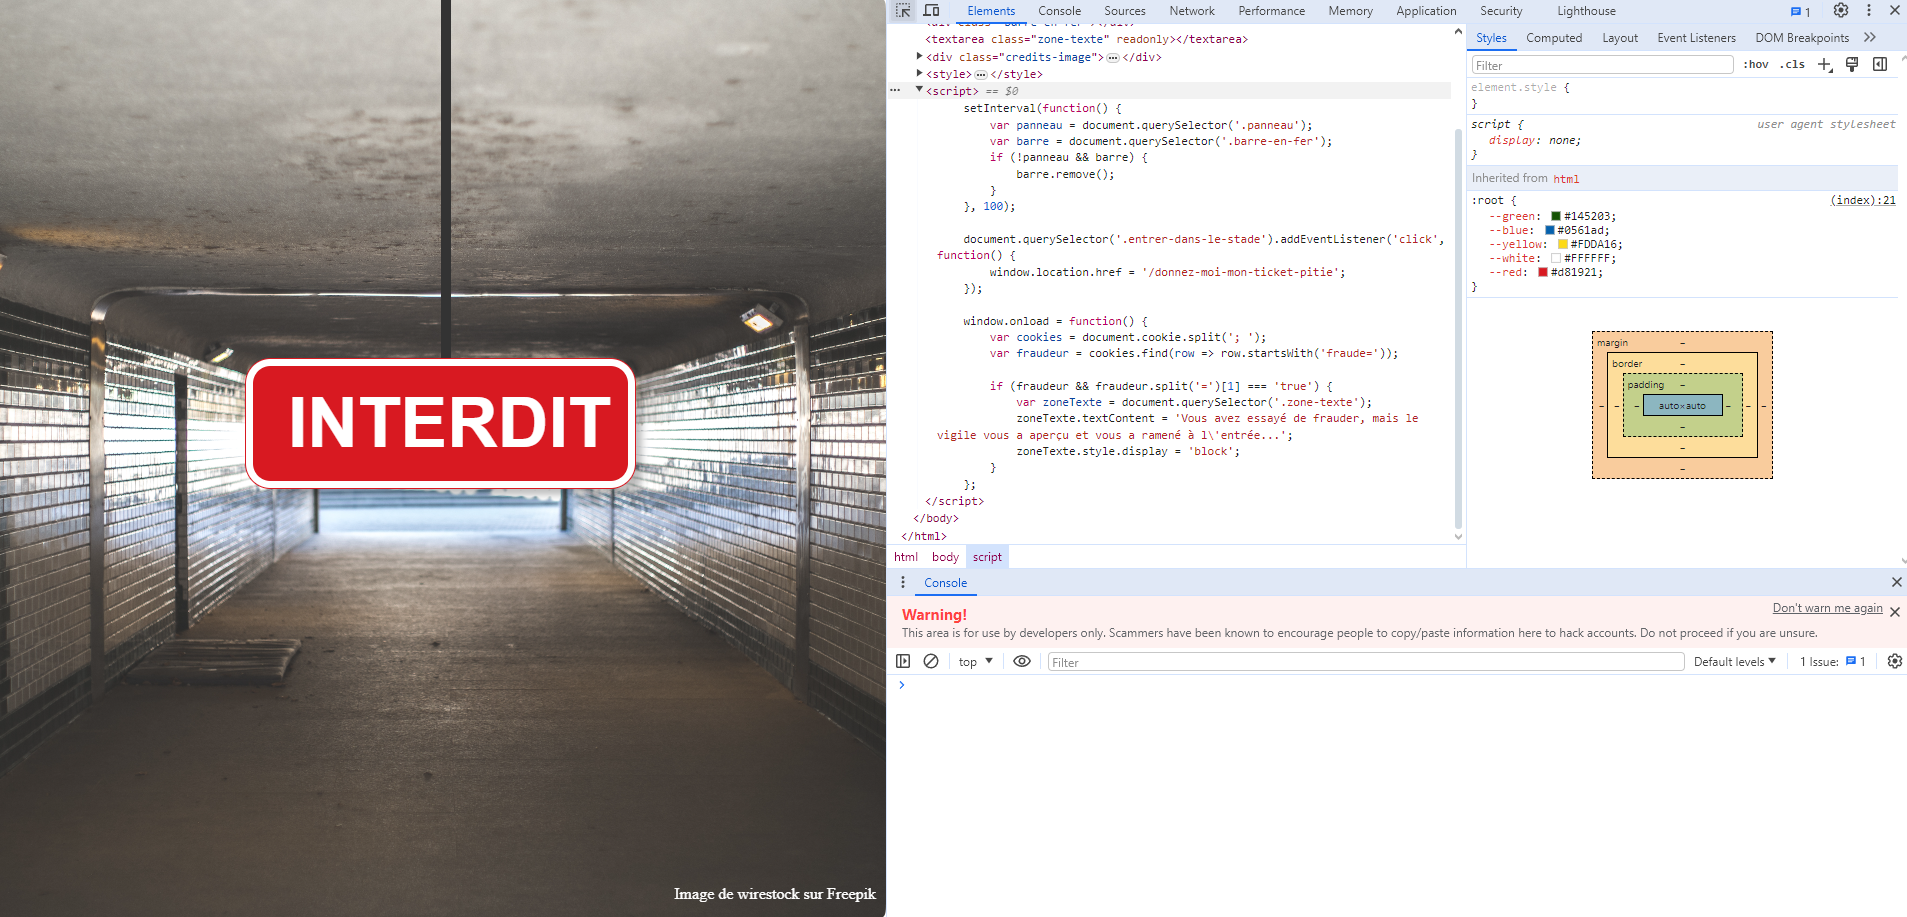 INTERDIT
Image de wirestock sur Freepik
Elements Console Sources Network Performance Memory Application Security Lighthouse 1
<textarea class="zone-texte" readonly></textarea>
<div class="credits-image"> </div>
<style> </style>
<script> == $0
setInterval(function() {
var panneau = document.querySelector('.panneau');
var barre = document.querySelector('.barre-en-fer');
if (!panneau && barre) {
barre.remove();
}
}, 100);
document.querySelector('.entrer-dans-le-stade').addEventListener('click',
function() {
window.location.href = '/donnez-moi-mon-ticket-pitie';
});
window.onload = function() {
var cookies = document.cookie.split('; ');
var fraudeur = cookies.find(row => row.startsWith('fraude='));
if (fraudeur && fraudeur.split('=')[1] === 'true') {
var zoneTexte = document.querySelector('.zone-texte');
zoneTexte.textContent = 'Vous avez essayé de frauder, mais le
vigile vous a aperçu et vous a ramené à l\'entrée...';
zoneTexte.style.display = 'block';
}
};
</script>
</body>
</html>
html body script
Styles Computed Layout Event Listeners DOM Breakpoints
Filter :hov .cls
element.style {
}
script { user agent stylesheet
display: none;
}
Inherited from html
:root { (index):21
--green: #145203;
--blue: #0561ad;
--yellow: #FDDA16;
--white: #FFFFFF;
--red: #d81921;
}
margin –
border –
padding –
– – – auto×auto – – –
–
–
–
Console
Warning! Don't warn me again
This area is for use by developers only. Scammers have been known to encourage people to copy/paste information here to hack accounts. Do not proceed if you are unsure.
top Filter Default levels 1 Issue: 1